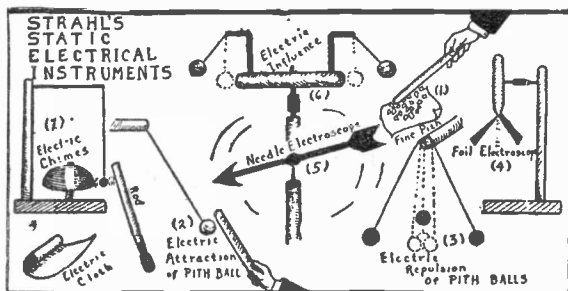 STRAHL'S
STATIC
ELECTRICAL
INSTRUMENTS
(7)
Electric
Chimes
Rod
Electric Cloth
(2)
Electric
Attraction
of PITH BALL
Electric
Influence
(6)
Needle Electroscope
(5)
(1)
Fine Pith
Foil Electroscope
(4)
(3)
Electric
Repulsion
of PITH BALLS